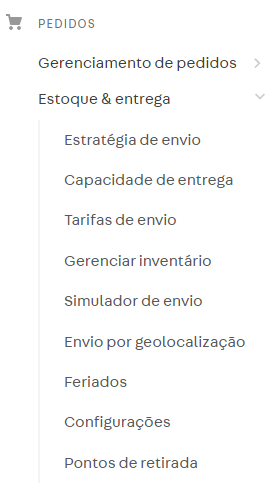 PEDIDOS
Gerenciamento de pedidos
Estoque & entrega
Estratégia de envio
Capacidade de entrega
Tarifas de envio
Gerenciar inventário
Simulador de envio
Envio por geolocalização
Feriados
Configurações
Pontos de retirada